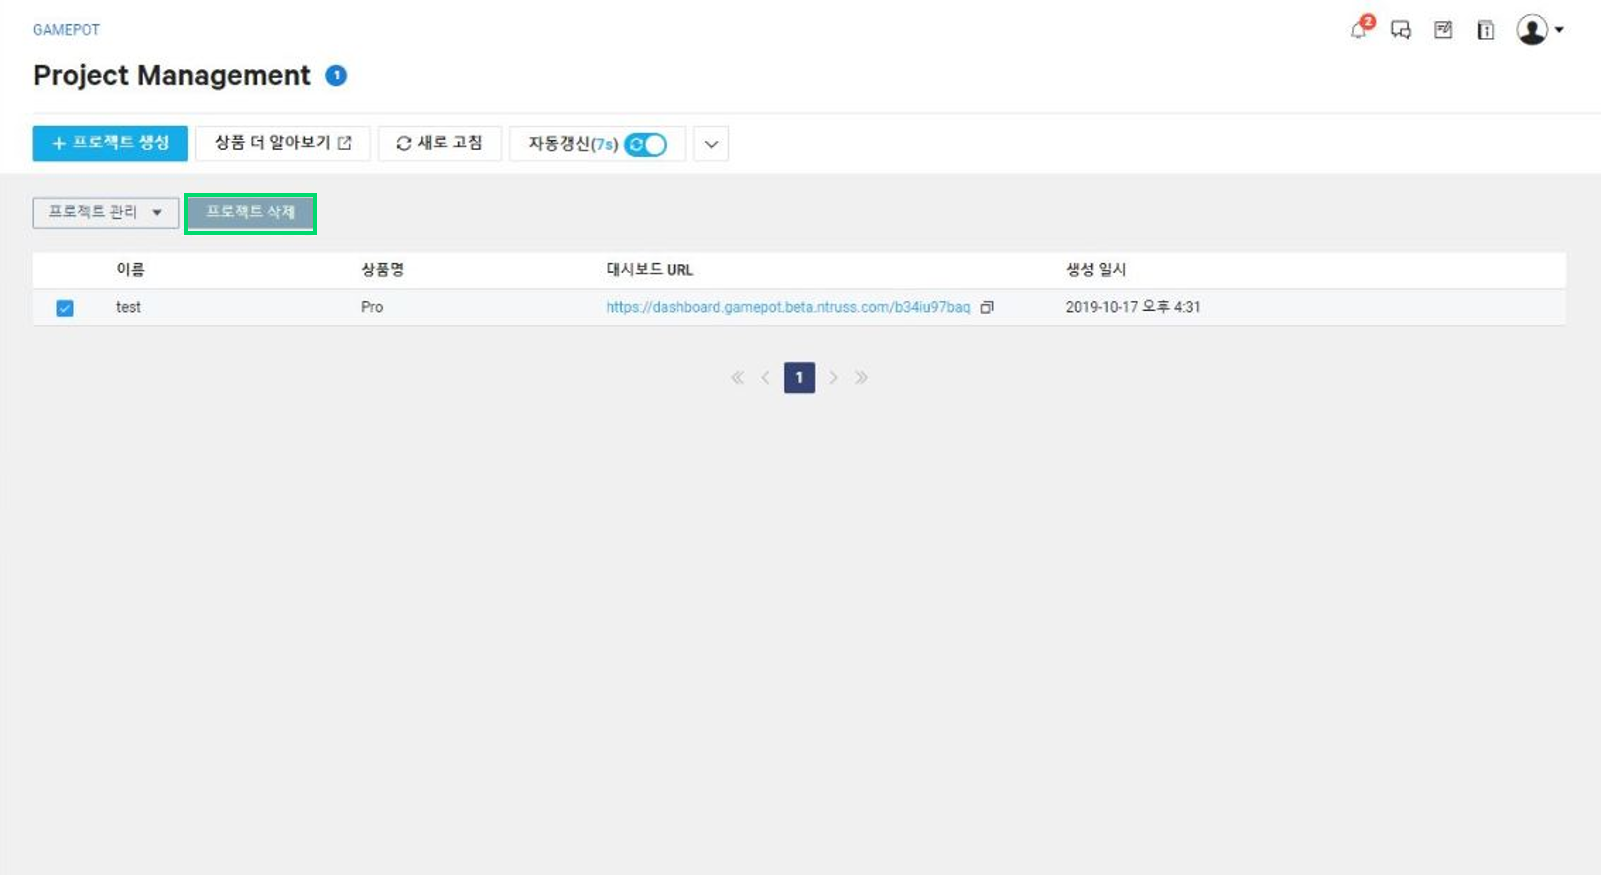 GAMEPOT
2
Project Management 1
+ 프로젝트 생성 상품 더 알아보기 새로 고침 자동갱신(7s)
프로젝트 관리 프로젝트 삭제
이름 상품명 대시보드 URL 생성 일시
test Pro https://dashboard.gamepot.beta.ntruss.com/b34iu97baq 2019-10-17 오후 4:31
« < 1 > »